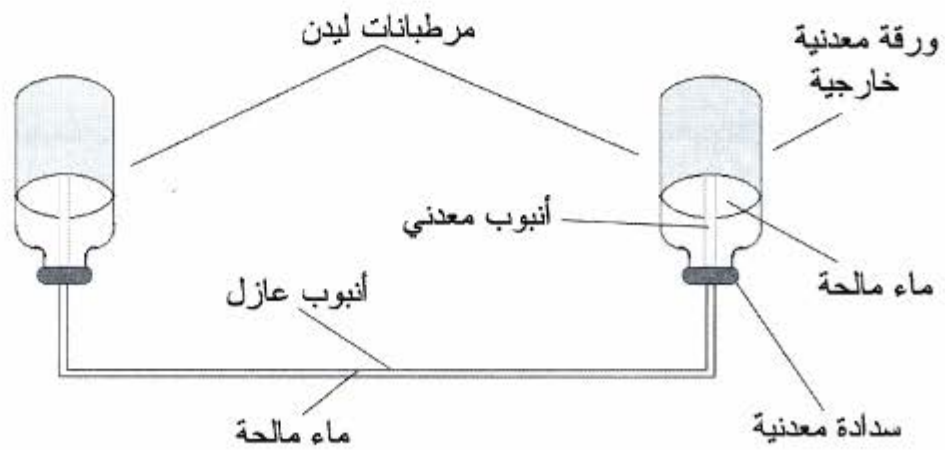 مرطبانات ليدن
ورقة معدنية
خارجية
أنبوب معدني
ماء مالحة
أنبوب عازل
ماء مالحة
سدادة معدنية